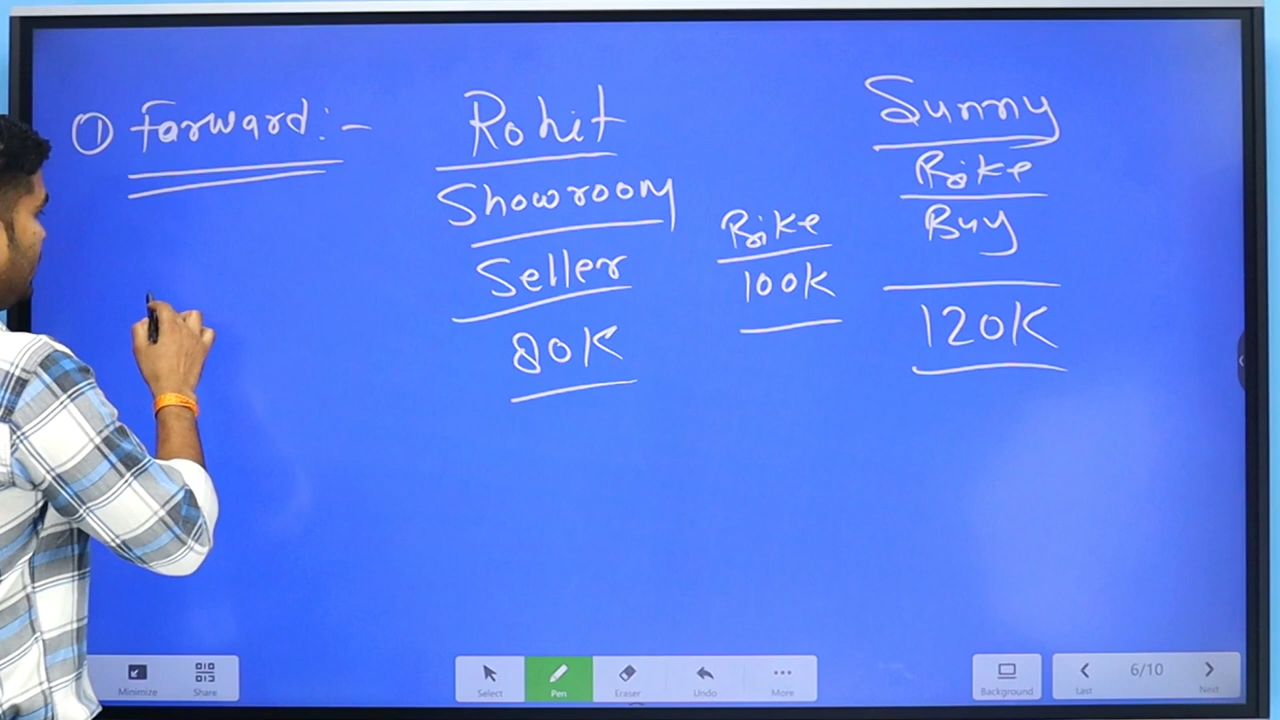 ① Forward:-
Rohit
Showroom
Seller
80K
Bike
100K
Sunny
Bike
Buy
120K
Minimize
Share
Select
Pen
Eraser
Undo
More
Background
Last
6/10
Next